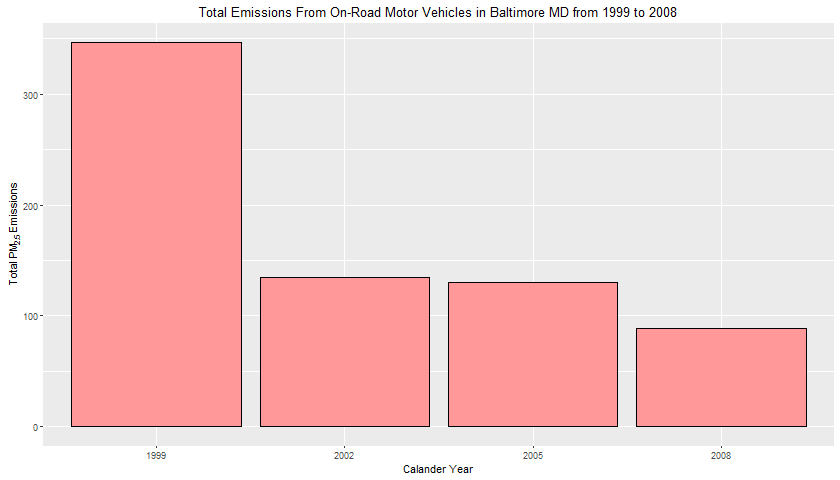 Total Emissions From On-Road Motor Vehicles in Baltimore MD from 1999 to 2008
Total PM2.5 Emissions
300
200
100
0
1999 2002 2005 2008
Calander Year